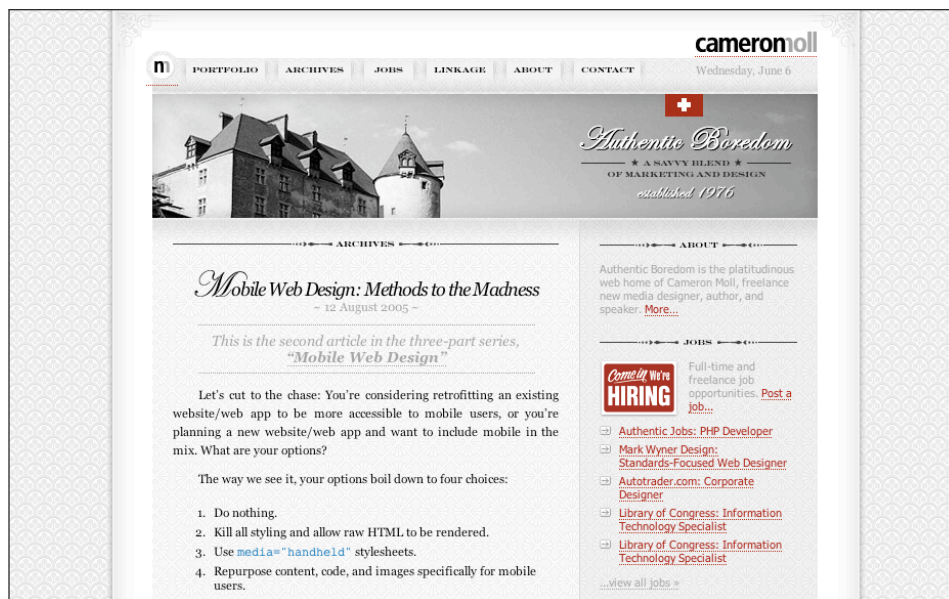 cameronmoll
m
PORTFOLIO ARCHIVES JOBS LINKAGE ABOUT CONTACT
Wednesday, June 6
Authentic Boredom
★ A SAVVY BLEND ★
OF MARKETING AND DESIGN
established 1976
ARCHIVES
Mobile Web Design: Methods to the Madness
~ 12 August 2005 ~
This is the second article in the three-part series,
“Mobile Web Design”
Let’s cut to the chase: You’re considering retrofitting an existing
website/web app to be more accessible to mobile users, or you’re
planning a new website/web app and want to include mobile in the
mix. What are your options?
The way we see it, your options boil down to four choices:
1. Do nothing.
2. Kill all styling and allow raw HTML to be rendered.
3. Use media="handheld" stylesheets.
4. Repurpose content, code, and images specifically for mobile
users.
ABOUT
Authentic Boredom is the platitudinous
web home of Cameron Moll, freelance
new media designer, author, and
speaker. More...
JOBS
Come in, We're
HIRING
Full-time and
freelance job
opportunities. Post a
job...
Authentic Jobs: PHP Developer
Mark Wyner Design:
Standards-Focused Web Designer
Autotrader.com: Corporate
Designer
Library of Congress: Information
Technology Specialist
Library of Congress: Information
Technology Specialist
...view all jobs »